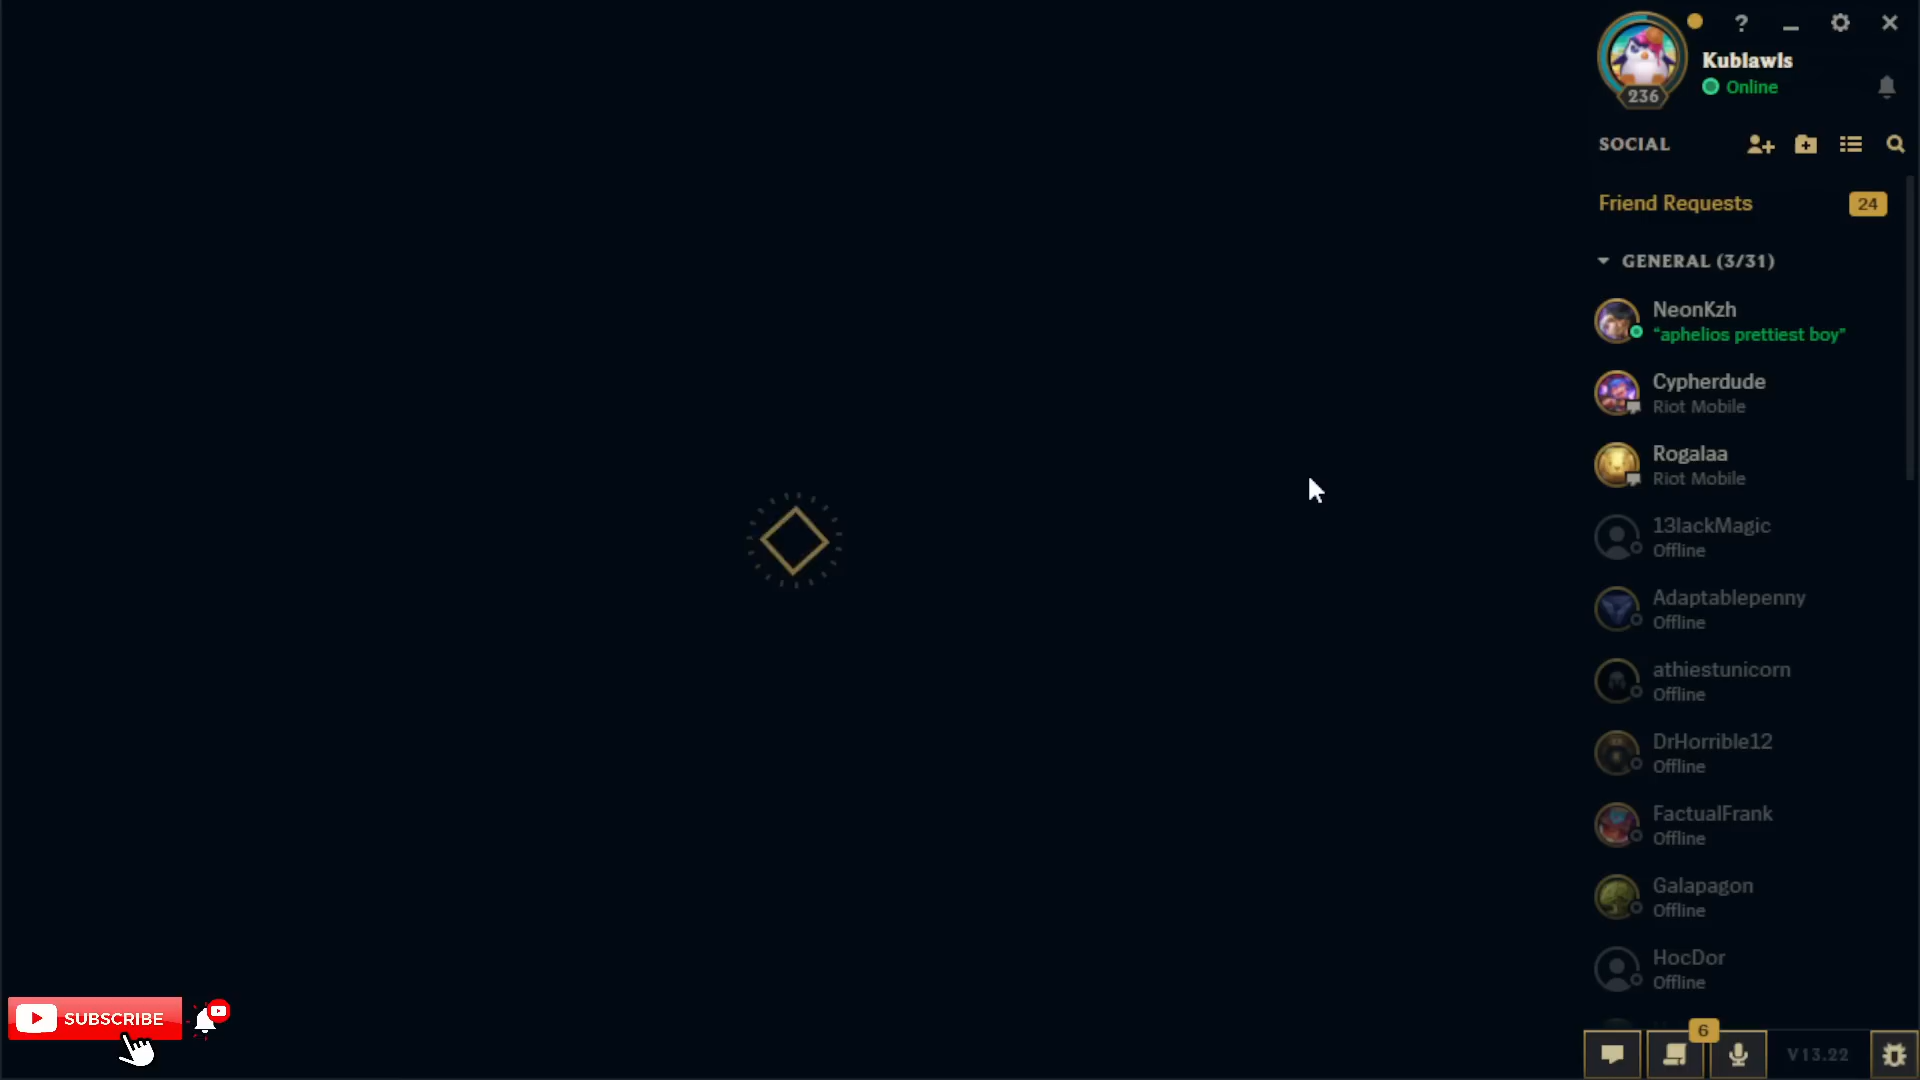 ?
Kublawls
Online
236
SOCIAL
Friend Requests
24
GENERAL (3/31)
NeonKzh
“aphelios prettiest boy”
Cypherdude
Riot Mobile
Rogalaa
Riot Mobile
13lackMagic
Offline
Adaptablepenny
Offline
athiestunicorn
Offline
DrHorrible12
Offline
FactualFrank
Offline
Galapagon
Offline
HocDor
Offline
SUBSCRIBE
6
V13.22